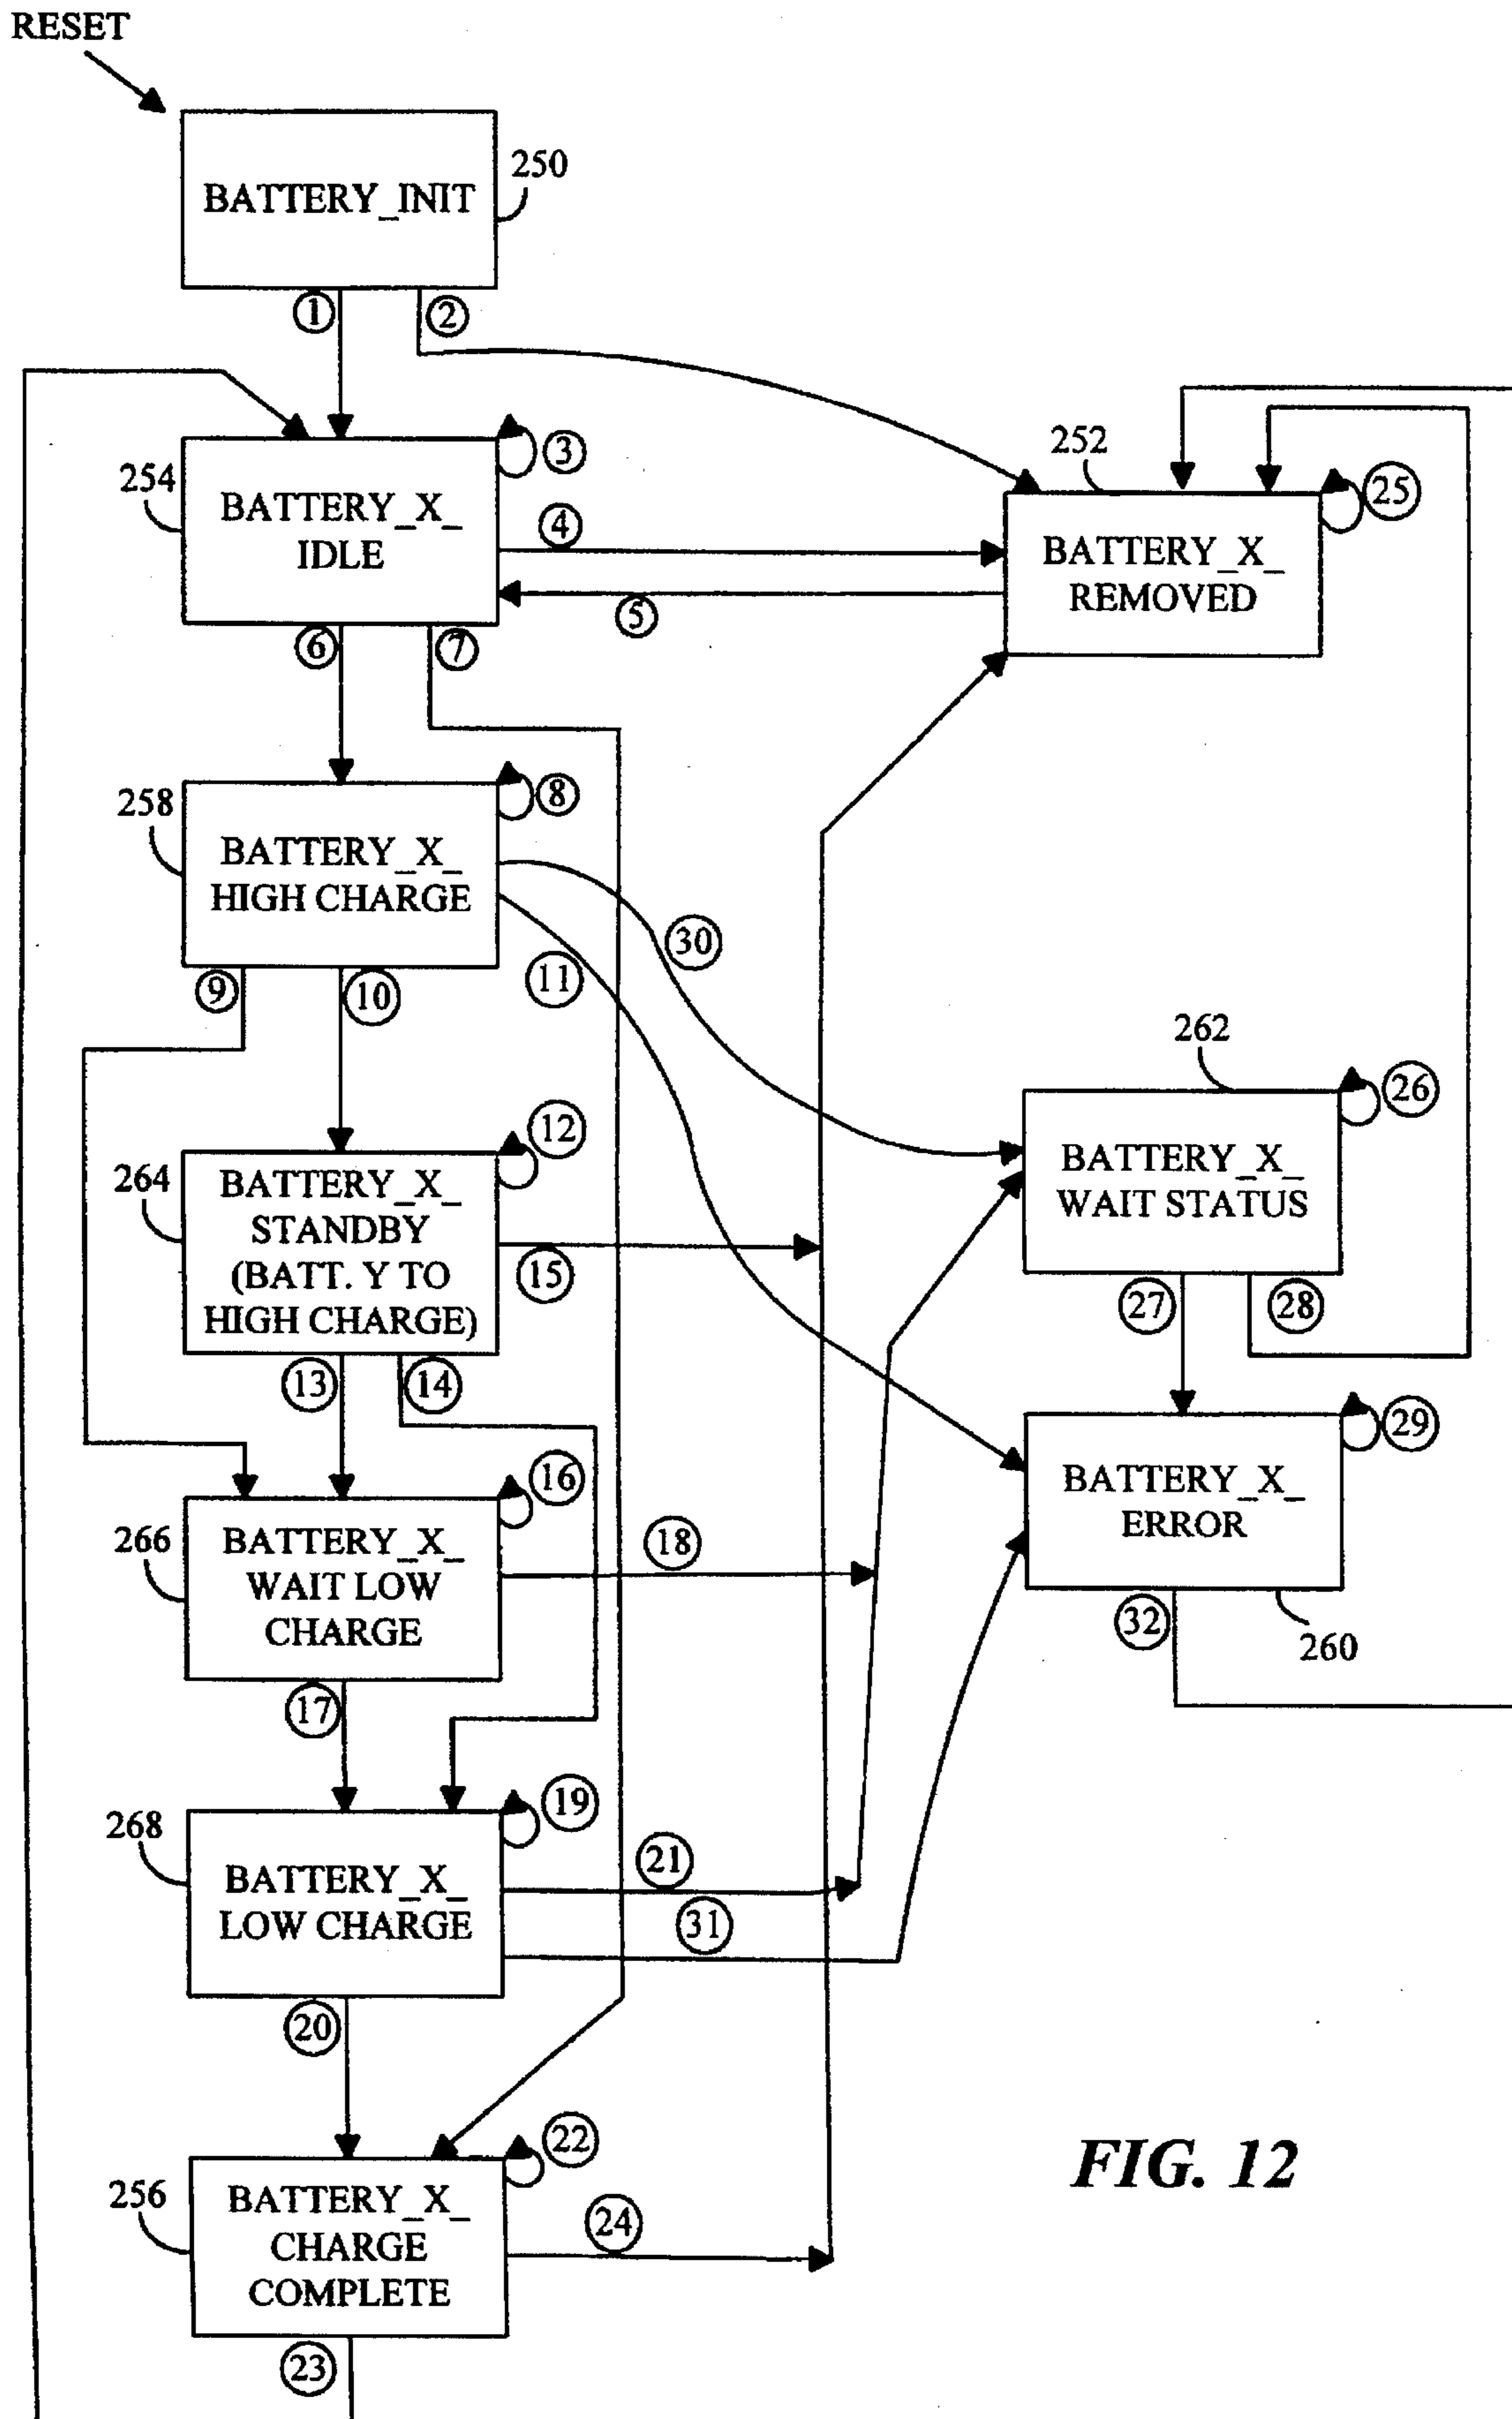 RESET
250
BATTERY_INIT
1
2
252
3
25
254
BATTERY_X_
IDLE
4
BATTERY_X_
REMOVED
5
6
7
258
8
BATTERY_X_
HIGH CHARGE
30
11
9
10
262
26
12
264
BATTERY_X_
STANDBY
(BATT. Y TO
HIGH CHARGE)
BATTERY_X_
WAIT STATUS
15
27
28
13
14
29
16
BATTERY_X_
ERROR
266
BATTERY_X_
WAIT LOW
CHARGE
18
32
260
17
19
268
BATTERY_X_
LOW CHARGE
21
31
20
22
FIG. 12
256
BATTERY_X_
CHARGE
COMPLETE
24
23